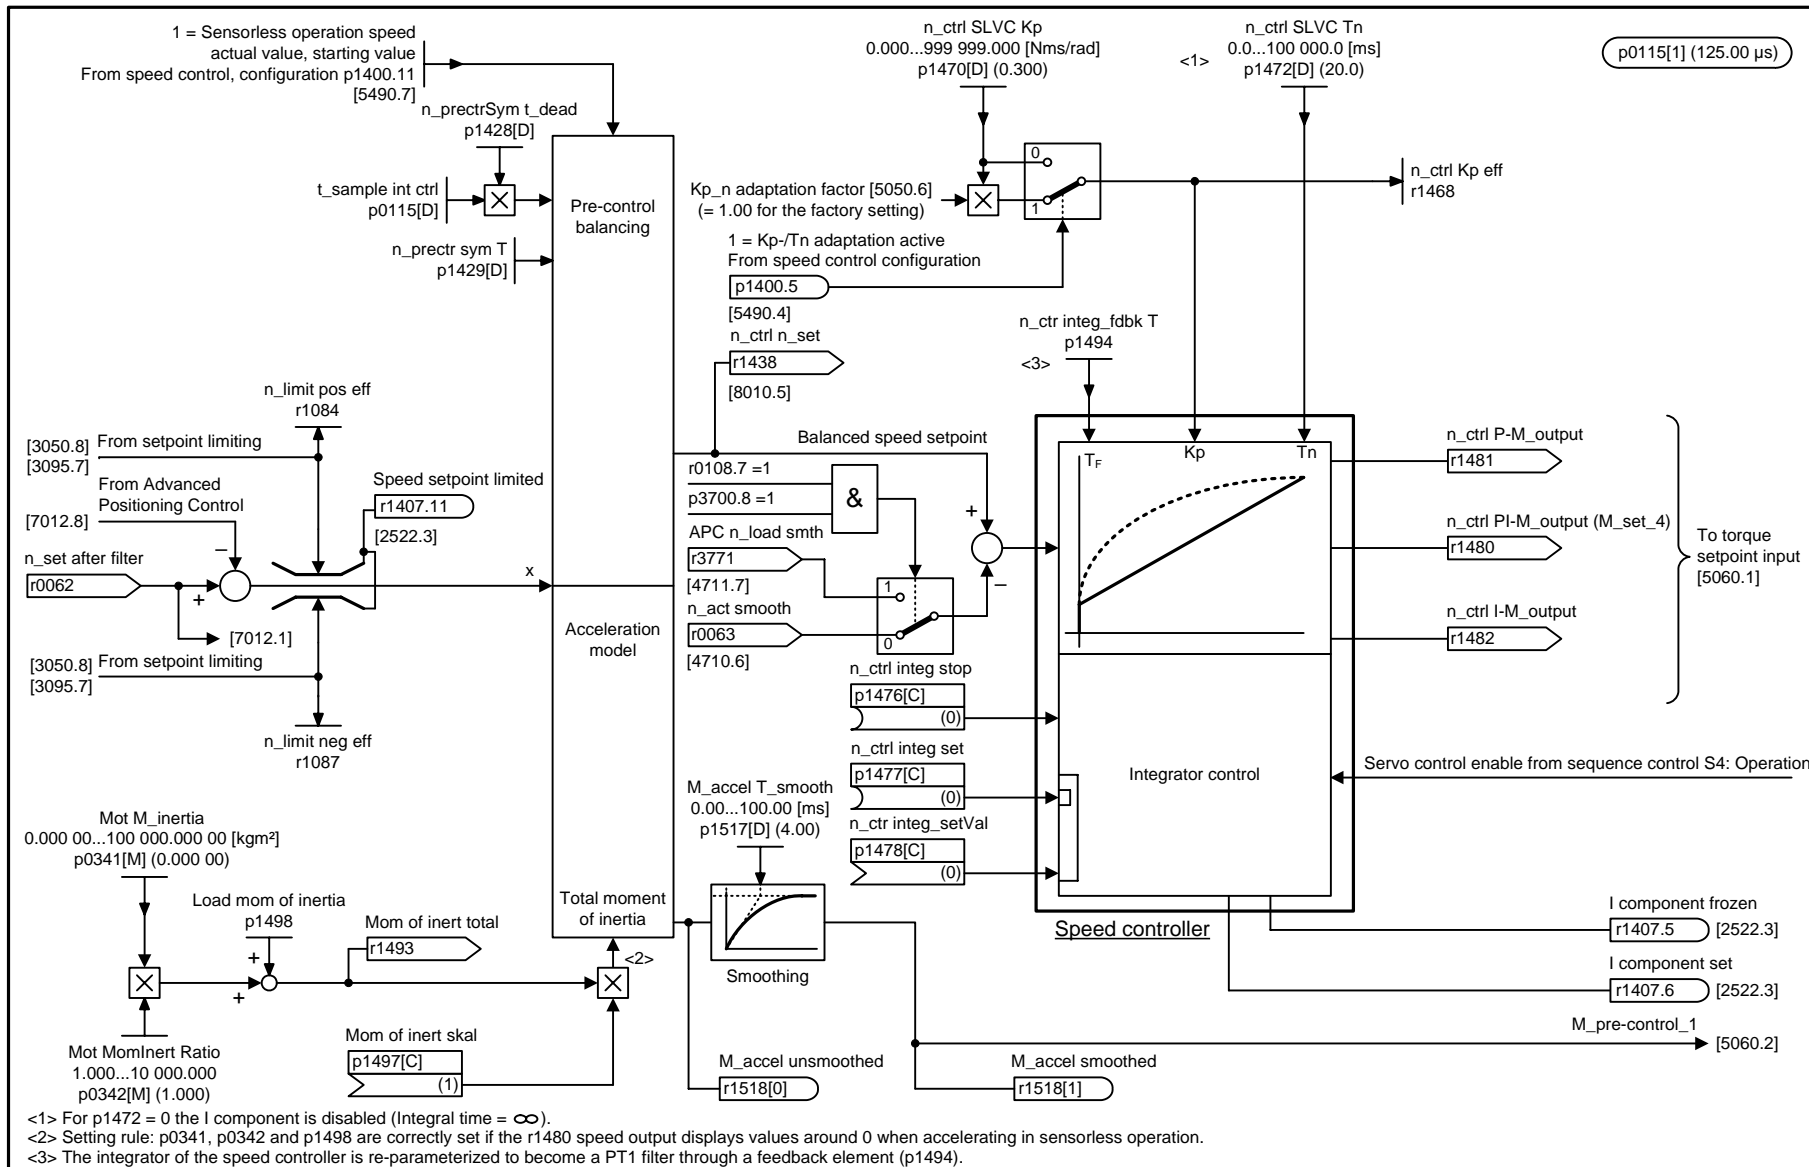 1 = Sensorless operation speed
actual value, starting value
From speed control, configuration p1400.11
[5490.7]
n_prectrSym t_dead
p1428[D]
t_sample int ctrl
p0115[D]
n_prectr sym T
p1429[D]
Pre-control
balancing
n_ctrl SLVC Kp
0.000...999 999.000 [Nms/rad]
p1470[D] (0.300)
<1>
n_ctrl SLVC Tn
0.0...100 000.0 [ms]
p1472[D] (20.0)
p0115[1] (125.00 µs)
0
1
Kp_n adaptation factor [5050.6]
(= 1.00 for the factory setting)
n_ctrl Kp eff
r1468
1 = Kp-/Tn adaptation active
From speed control configuration
p1400.5
[5490.4]
n_ctrl n_set
r1438
[8010.5]
n_ctr integ_fdbk T
p1494
<3>
n_limit pos eff
r1084
[3050.8] From setpoint limiting
[3095.7]
From Advanced
Positioning Control
[7012.8]
Speed setpoint limited
r1407.11
[2522.3]
n_set after filter
r0062
–
+
x
[7012.1]
[3050.8] From setpoint limiting
[3095.7]
n_limit neg eff
r1087
Acceleration
model
Balanced speed setpoint
r0108.7 =1
p3700.8 =1
&
APC n_load smth
r3771
[4711.7]
n_act smooth
r0063
[4710.6]
1
0
+
–
TF
Kp
Tn
n_ctrl P-M_output
r1481
n_ctrl PI-M_output (M_set_4)
r1480
n_ctrl I-M_output
r1482
To torque
setpoint input
[5060.1]
n_ctrl integ stop
p1476[C]
(0)
n_ctrl integ set
p1477[C]
(0)
n_ctr integ_setVal
p1478[C]
(0)
Integrator control
Servo control enable from sequence control S4: Operation
Speed controller
M_accel T_smooth
0.00...100.00 [ms]
p1517[D] (4.00)
Smoothing
Mot M_inertia
0.000 00...100 000.000 00 [kgm²]
p0341[M] (0.000 00)
Load mom of inertia
p1498
Mom of inert total
r1493
Total moment
of inertia
<2>
+
+
Mot MomInert Ratio
1.000...10 000.000
p0342[M] (1.000)
Mom of inert skal
p1497[C]
(1)
M_accel unsmoothed
r1518[0]
M_accel smoothed
r1518[1]
I component frozen
r1407.5 [2522.3]
I component set
r1407.6 [2522.3]
M_pre-control_1
[5060.2]
<1> For p1472 = 0 the I component is disabled (Integral time = ∞).
<2> Setting rule: p0341, p0342 and p1498 are correctly set if the r1480 speed output displays values around 0 when accelerating in sensorless operation.
<3> The integrator of the speed controller is re-parameterized to become a PT1 filter through a feedback element (p1494).